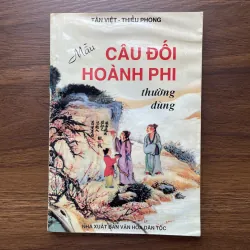 TÂN VIỆT - THIỀU PHONG
Mẫu
CÂU ĐỐI
HOÀNH PHI
thường
dùng
NHÀ XUẤT BẢN VĂN HÓA DÂN TỘC